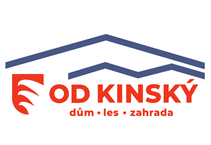 OD KINSKÝ
dům • les • zahrada